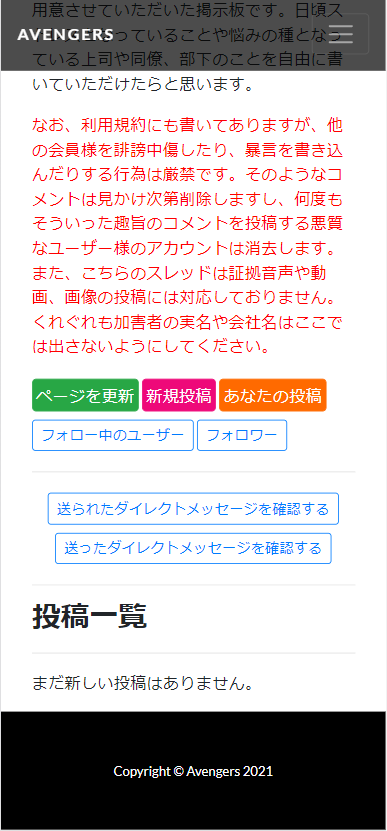 用意させていただいた掲示板です。日頃ス
AVENGERS
っていることや悩みの種となっ
ている上司や同僚、部下のことを自由に書
いていただけたらと思います。
なお、利用規約にも書いてありますが、他
の会員様を誹謗中傷したり、暴言を書き込
んだりする行為は厳禁です。そのようなコ
メントは見かけ次第削除しますし、何度も
そういった趣旨のコメントを投稿する悪質
なユーザー様のアカウントは消去します。
また、こちらのスレッドは証拠音声や動
画、画像の投稿には対応しておりません。
くれぐれも加害者の実名や会社名はここで
は出さないようにしてください。
ページを更新 新規投稿 あなたの投稿
フォロー中のユーザー フォロワー
送られたダイレクトメッセージを確認する
送ったダイレクトメッセージを確認する
投稿一覧
まだ新しい投稿はありません。
Copyright © Avengers 2021